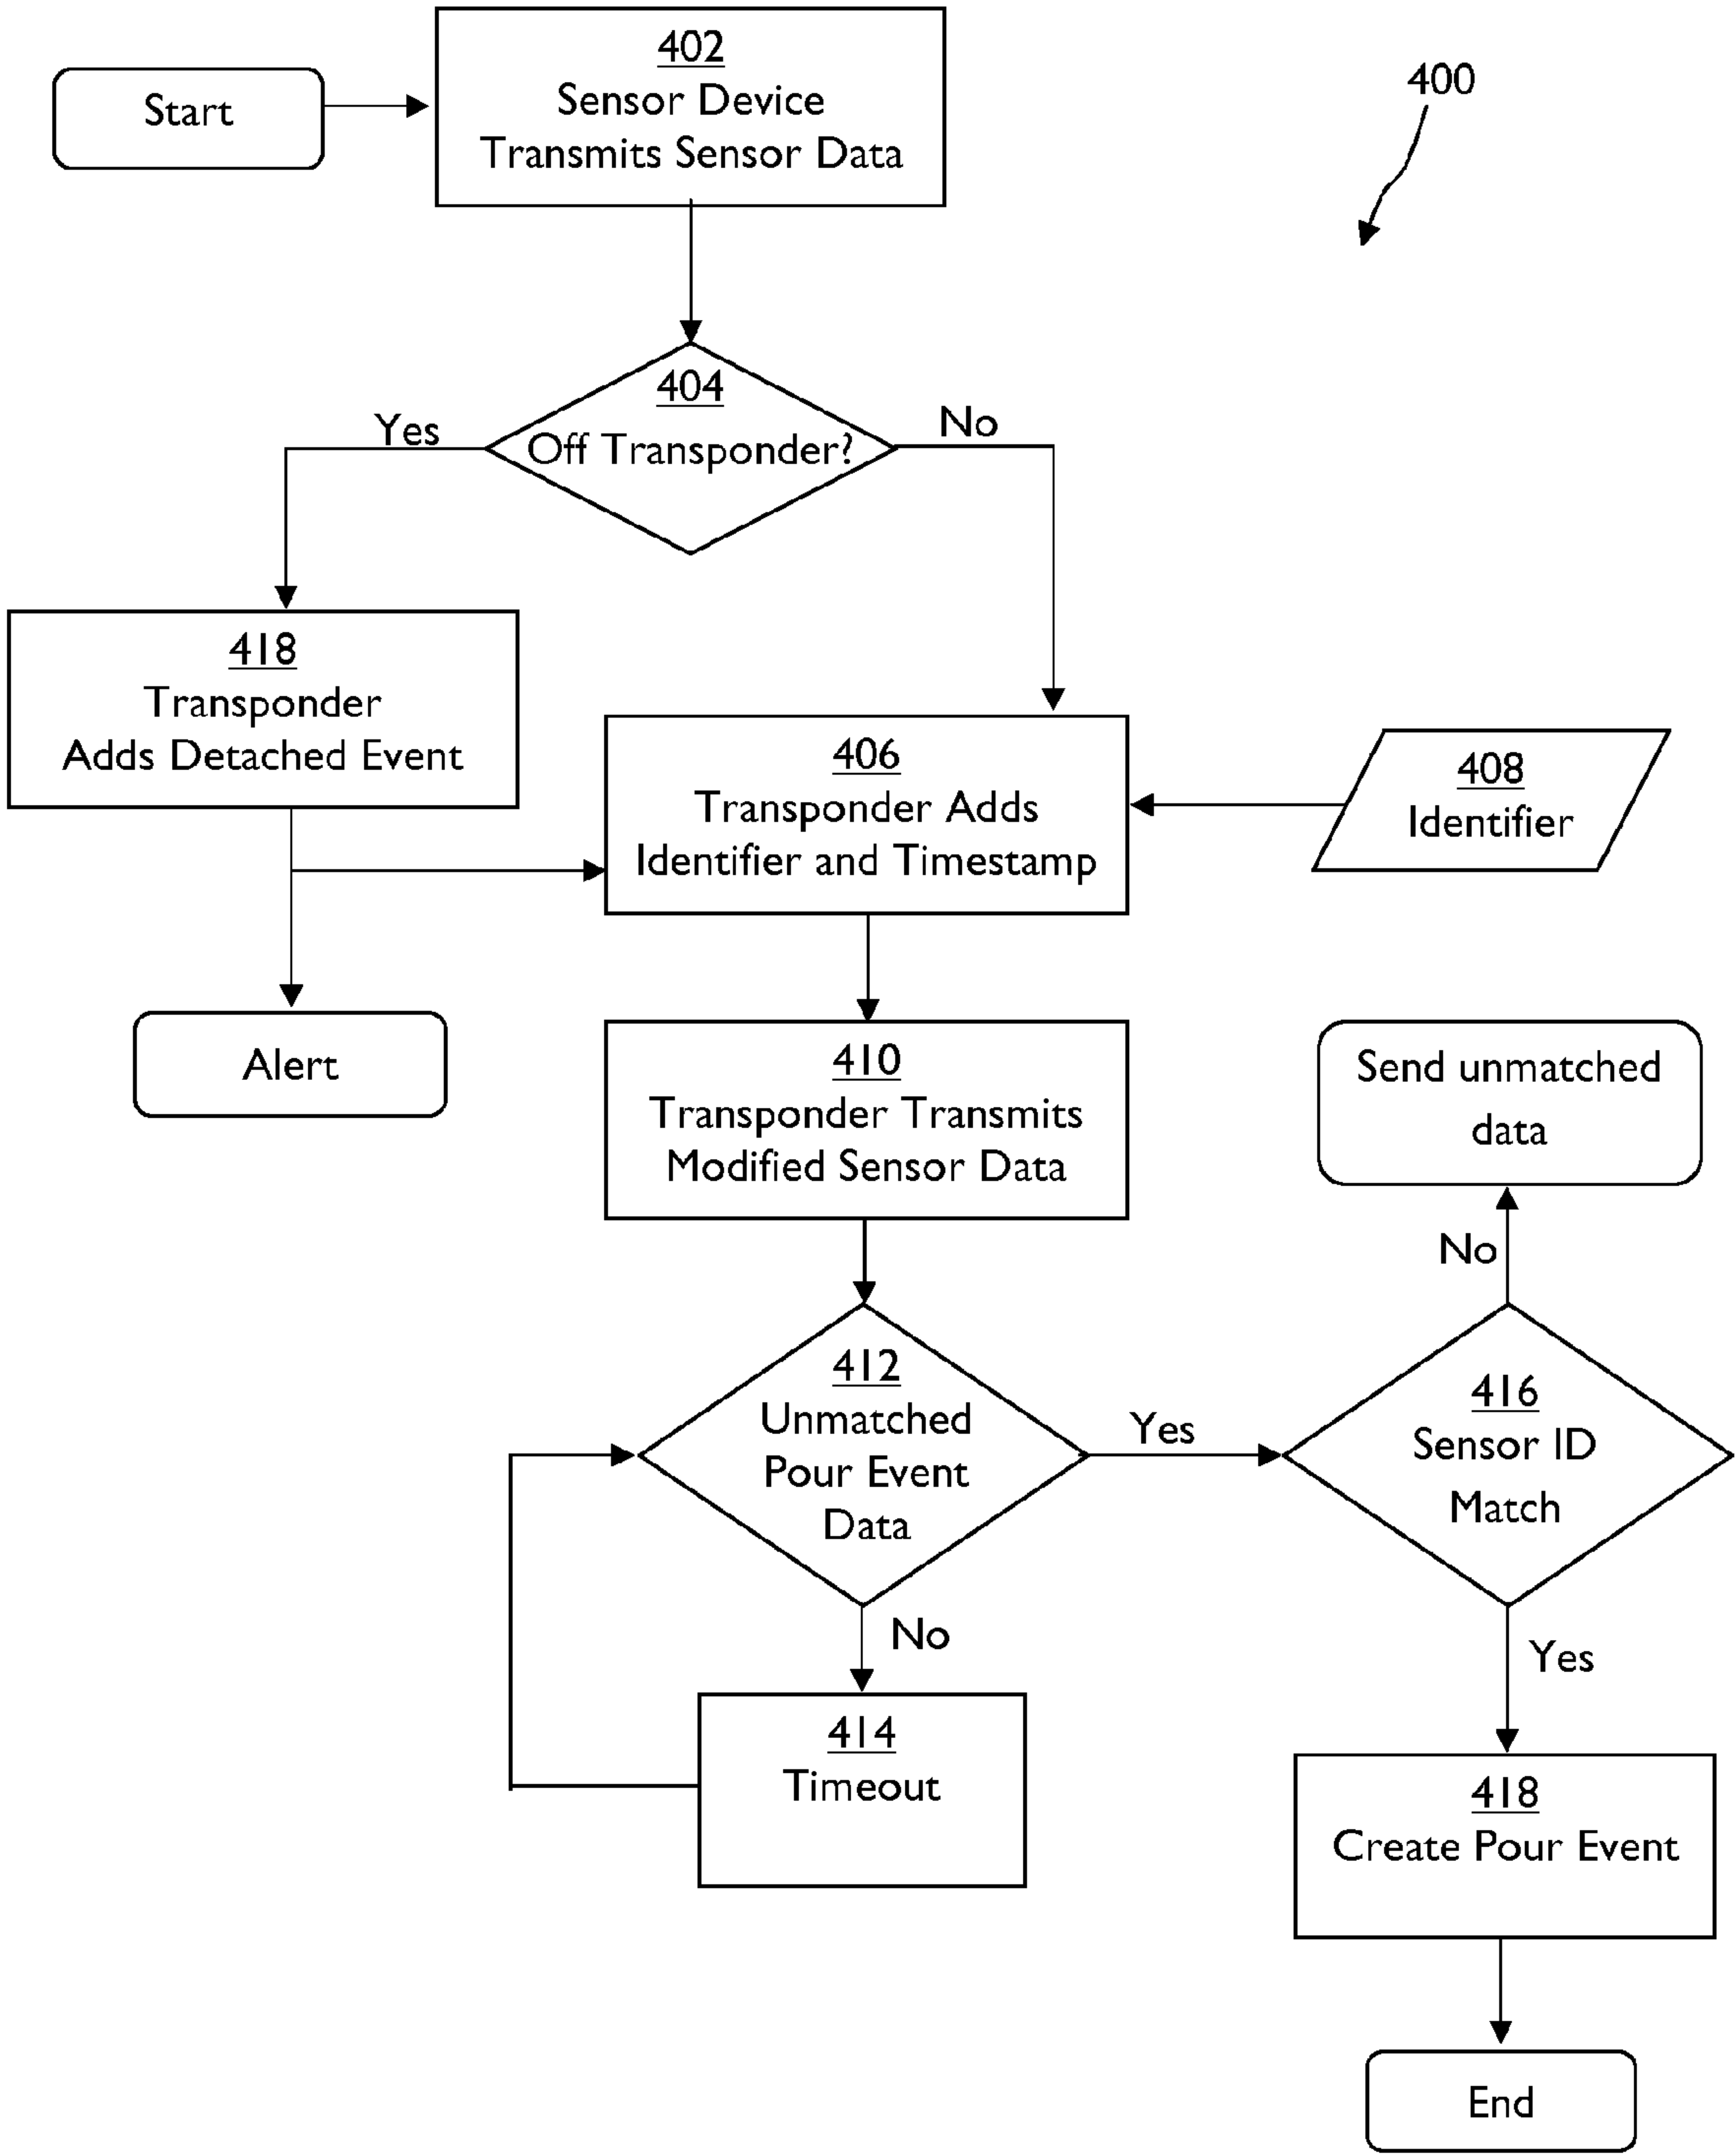 Start
402
Sensor Device
Transmits Sensor Data
400
404
Off Transponder?
Yes
No
418
Transponder
Adds Detached Event
406
Transponder Adds
Identifier and Timestamp
408
Identifier
Alert
410
Transponder Transmits
Modified Sensor Data
Send unmatched
data
No
412
Unmatched
Pour Event
Data
Yes
416
Sensor ID
Match
No
Yes
414
Timeout
418
Create Pour Event
End